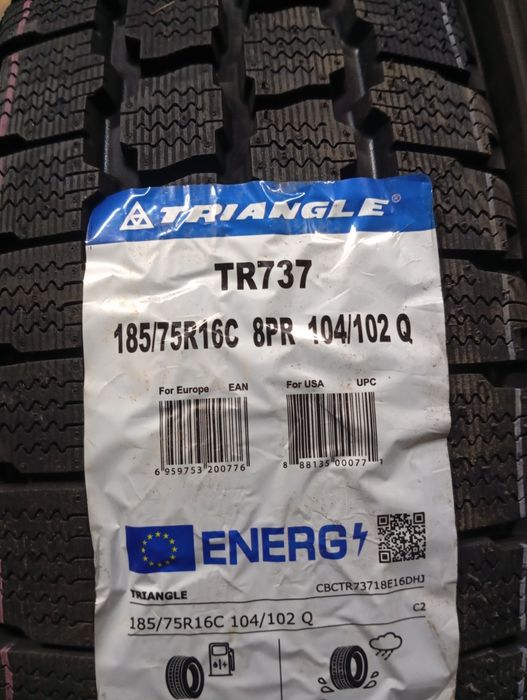 TRIANGLE®
TR737
185/75R16C 8PR 104/102 Q
For Europe EAN For USA UPC
6 959753 200776 8 88135 00077 1
ENERG
TRIANGLE CBCTR73718E16DHJ
185/75R16C 104/102 Q C2